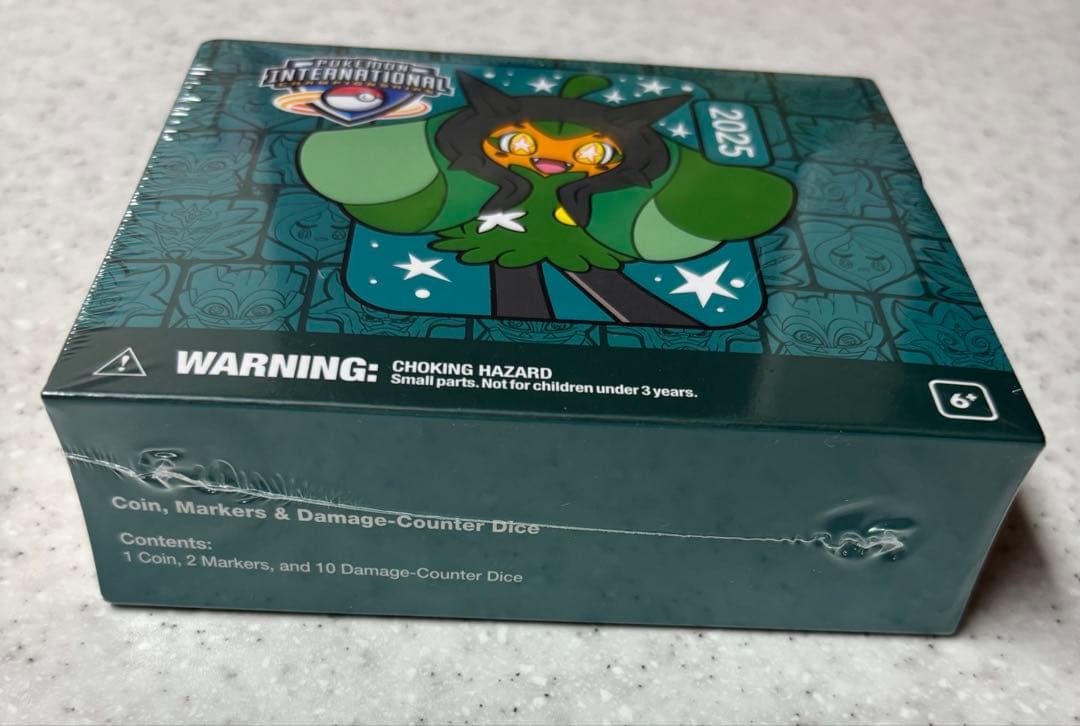 POKÉMON
INTERNATIONAL
CHAMPIONSHIPS
2025
WARNING: CHOKING HAZARD
Small parts. Not for children under 3 years.
6+
Coin, Markers & Damage-Counter Dice
Contents:
1 Coin, 2 Markers, and 10 Damage-Counter Dice